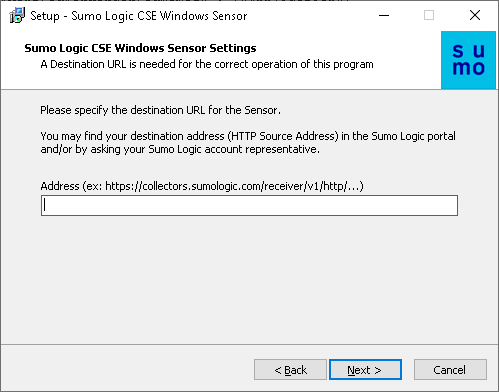 Setup - Sumo Logic CSE Windows Sensor
Sumo Logic CSE Windows Sensor Settings
A Destination URL is needed for the correct operation of this program
su
mo
Please specify the destination URL for the Sensor.
You may find your destination address (HTTP Source Address) in the Sumo Logic portal
and/or by asking your Sumo Logic account representative.
Address (ex: https://collectors.sumologic.com/receiver/v1/http/...)
< Back
Next >
Cancel